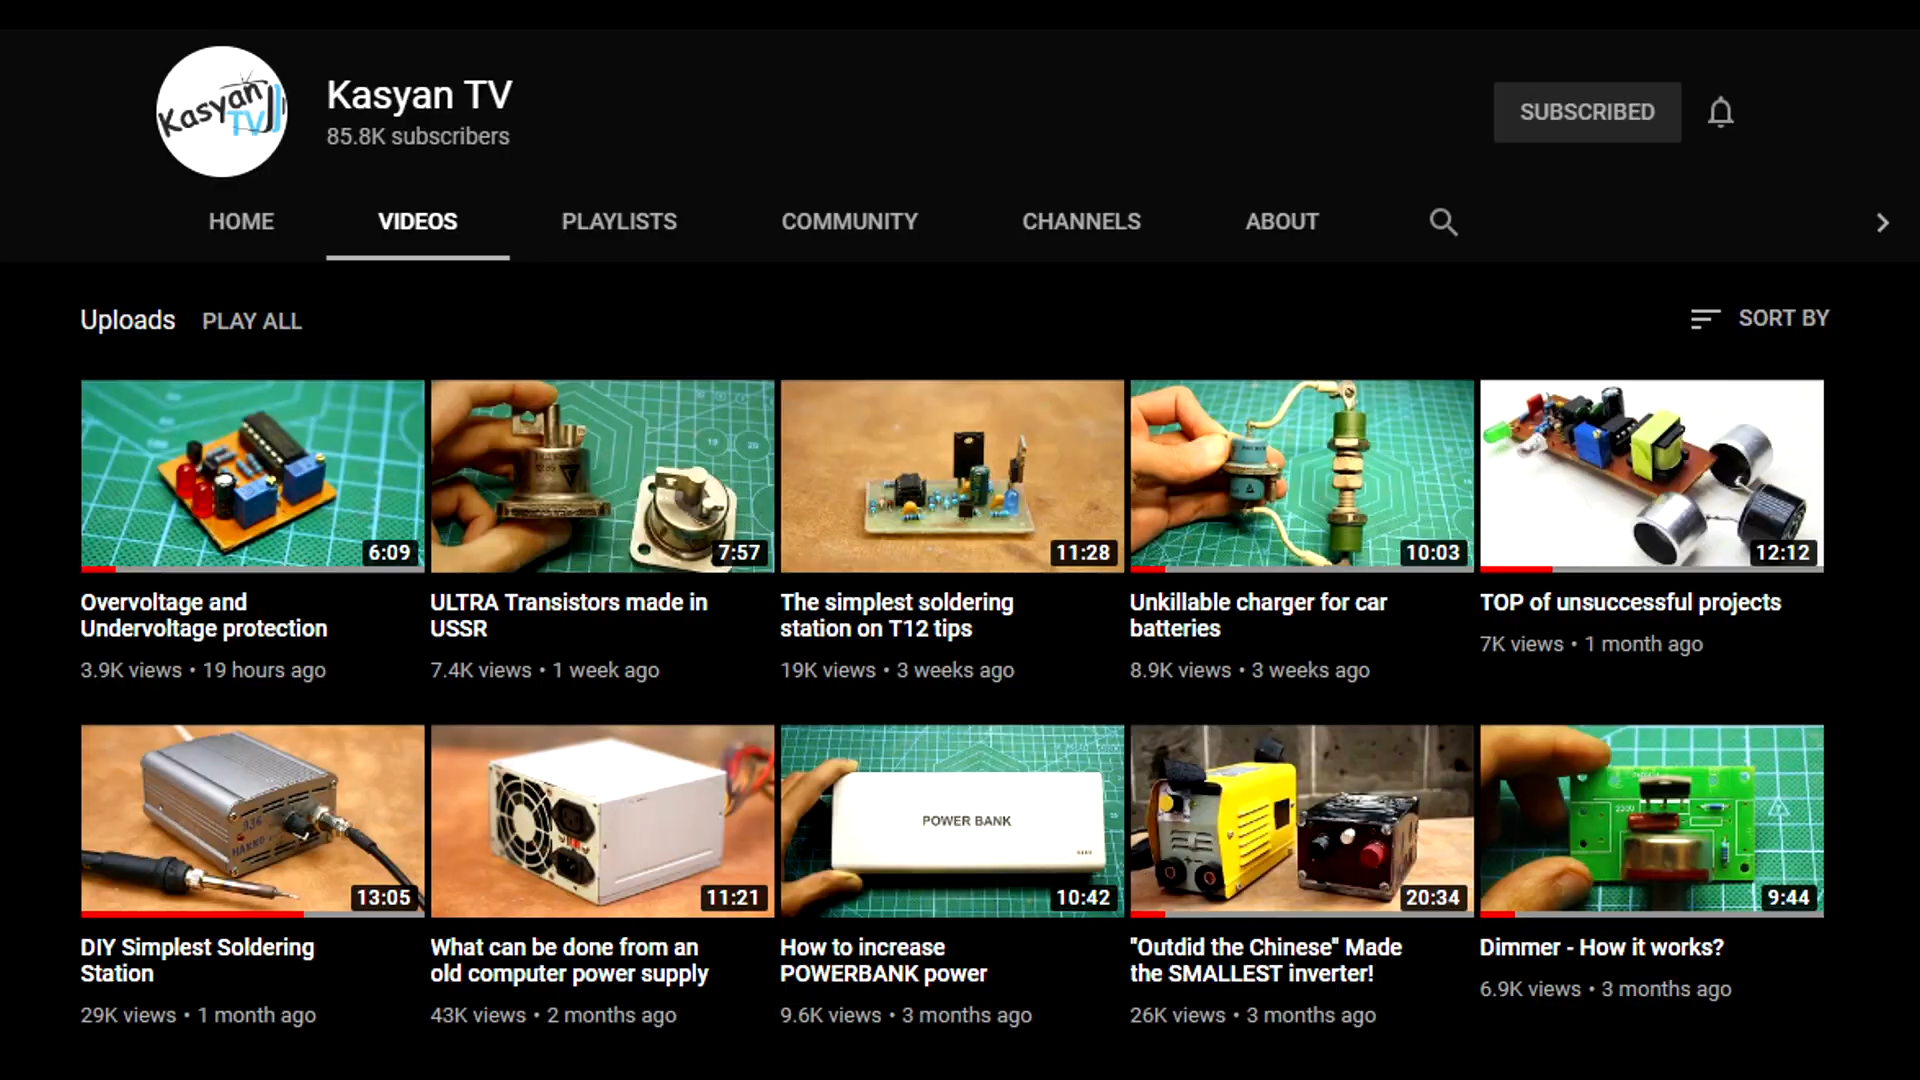 Kasyan
TV
Kasyan TV
85.8K subscribers
SUBSCRIBED
HOME
VIDEOS
PLAYLISTS
COMMUNITY
CHANNELS
ABOUT
Uploads
PLAY ALL
SORT BY
6:09
7:57
11:28
10:03
12:12
Overvoltage and
Undervoltage protection
3.9K views • 19 hours ago
ULTRA Transistors made in
USSR
7.4K views • 1 week ago
The simplest soldering
station on T12 tips
19K views • 3 weeks ago
Unkillable charger for car
batteries
8.9K views • 3 weeks ago
TOP of unsuccessful projects
7K views • 1 month ago
936
HAKKO
13:05
11:21
POWER BANK
10:42
20:34
9:44
DIY Simplest Soldering
Station
29K views • 1 month ago
What can be done from an
old computer power supply
43K views • 2 months ago
How to increase
POWERBANK power
9.6K views • 3 months ago
"Outdid the Chinese" Made
the SMALLEST inverter!
26K views • 3 months ago
Dimmer - How it works?
6.9K views • 3 months ago